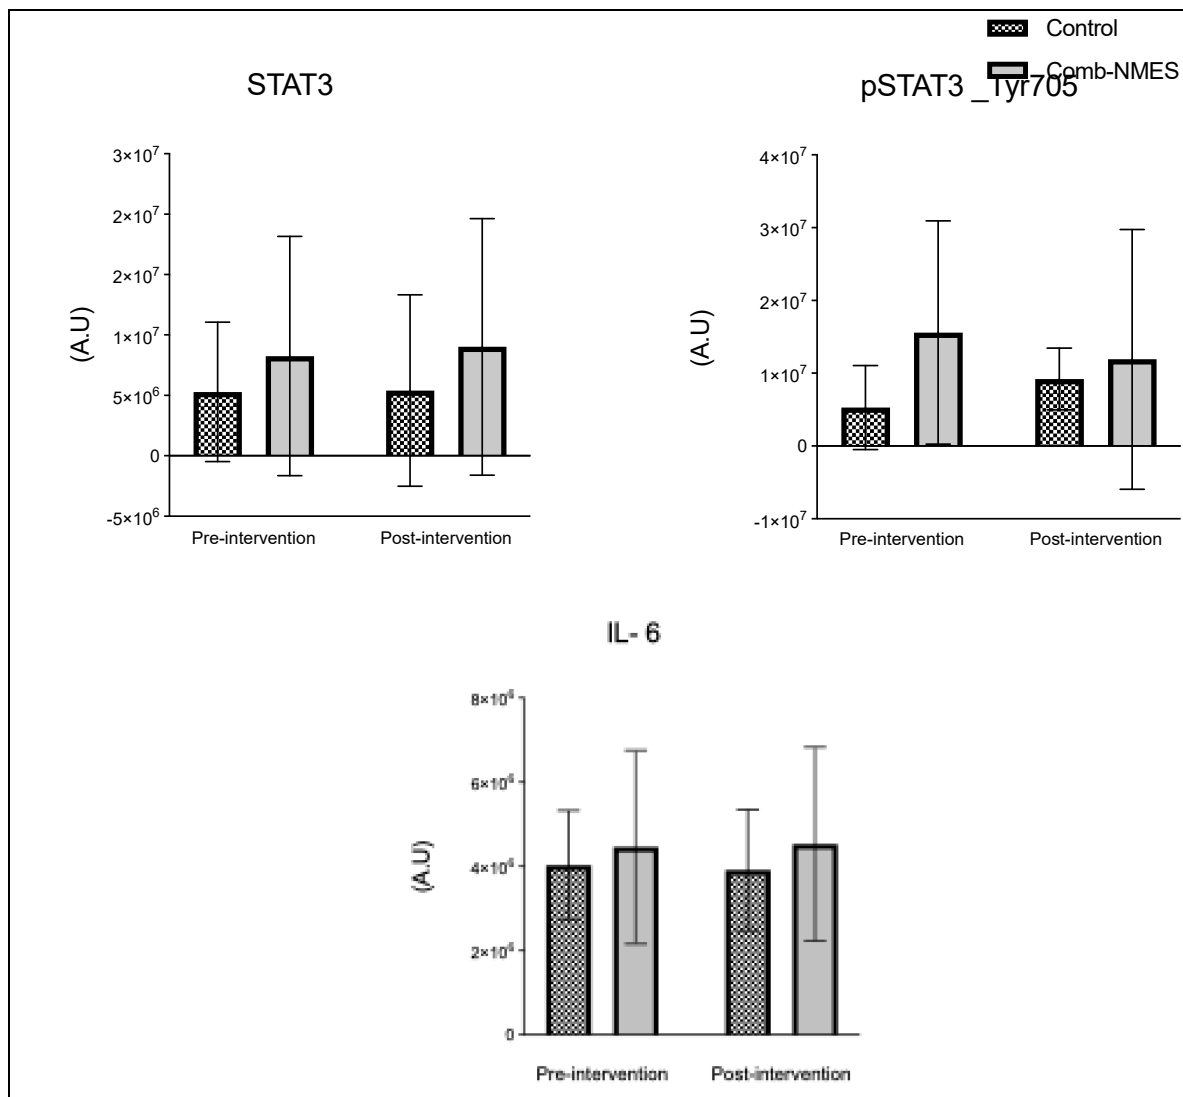 Control
Comb-NMES
STAT3
3×10⁷
2×10⁷
2×10⁷
1×10⁷
5×10⁶
0
-5×10⁶
(A.U)
Pre-intervention Post-intervention
pSTAT3 _Tyr705
4×10⁷
3×10⁷
2×10⁷
1×10⁷
0
-1×10⁷
(A.U)
Pre-intervention Post-intervention
IL- 6
0
(A.U)
Pre-intervention Post-intervention